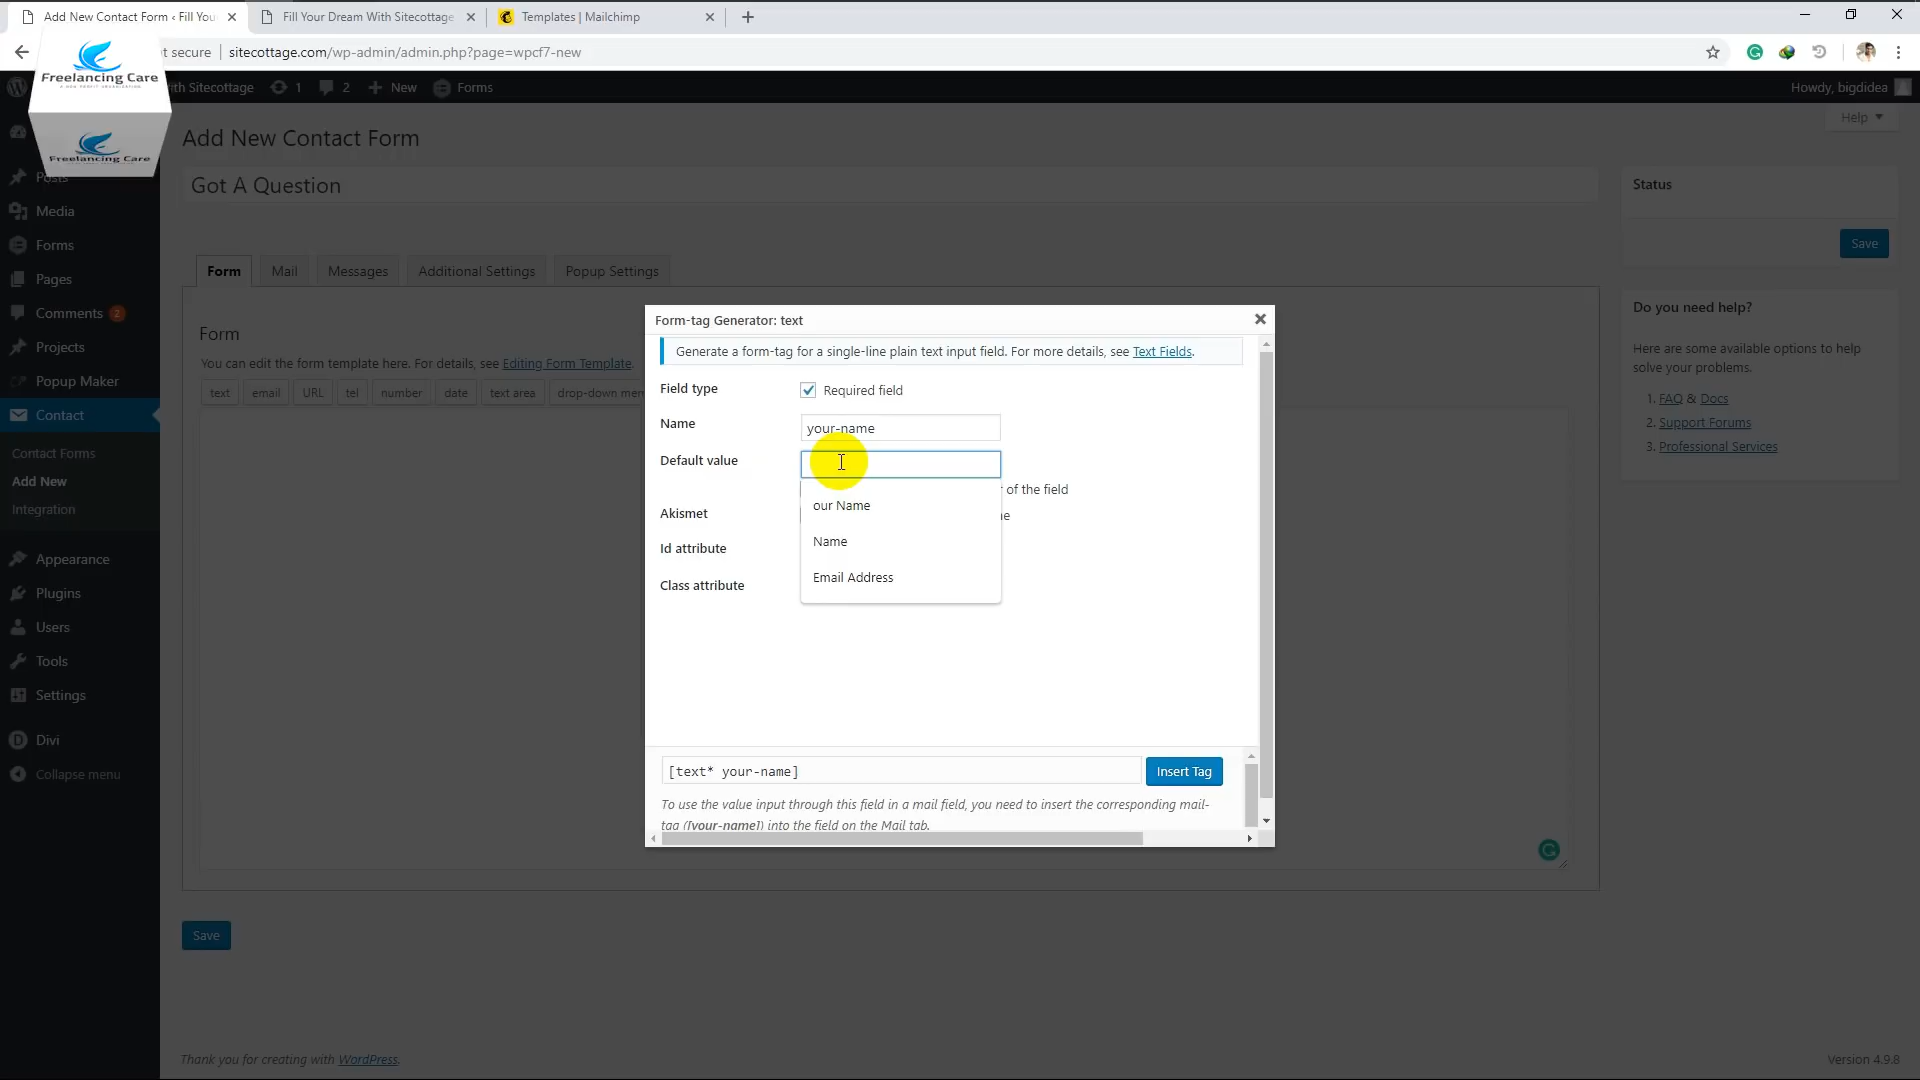 Add New Contact Form ‹ Fill You
Fill Your Dream With Sitecottage
Templates | Mailchimp
t secure
sitecottage.com/wp-admin/admin.php?page=wpcf7-new
Freelancing Care
A NON PROFIT ORGANIZATION
Freelancing Care
ith Sitecottage
1
2
New
Forms
Howdy, bigdidea
Help
Add New Contact Form
Got A Question
Posts
Media
Forms
Pages
Comments 2
Projects
Popup Maker
Contact
Contact Forms
Add New
Integration
Appearance
Plugins
Users
Tools
Settings
Divi
Collapse menu
Form
Mail
Messages
Additional Settings
Popup Settings
Form
You can edit the form template here. For details, see Editing Form Template.
text
email
URL
tel
number
date
text area
drop-down men
Form-tag Generator: text
Generate a form-tag for a single-line plain text input field. For more details, see Text Fields.
Field type
Required field
Name
your-name
Default value
of the field
our Name
Akismet
Name
Id attribute
Email Address
Class attribute
[text* your-name]
Insert Tag
To use the value input through this field in a mail field, you need to insert the corresponding mail-
tag ([your-name]) into the field on the Mail tab.
Status
Save
Do you need help?
Here are some available options to help
solve your problems.
1. FAQ & Docs
2. Support Forums
3. Professional Services
Save
Thank you for creating with WordPress.
Version 4.9.8